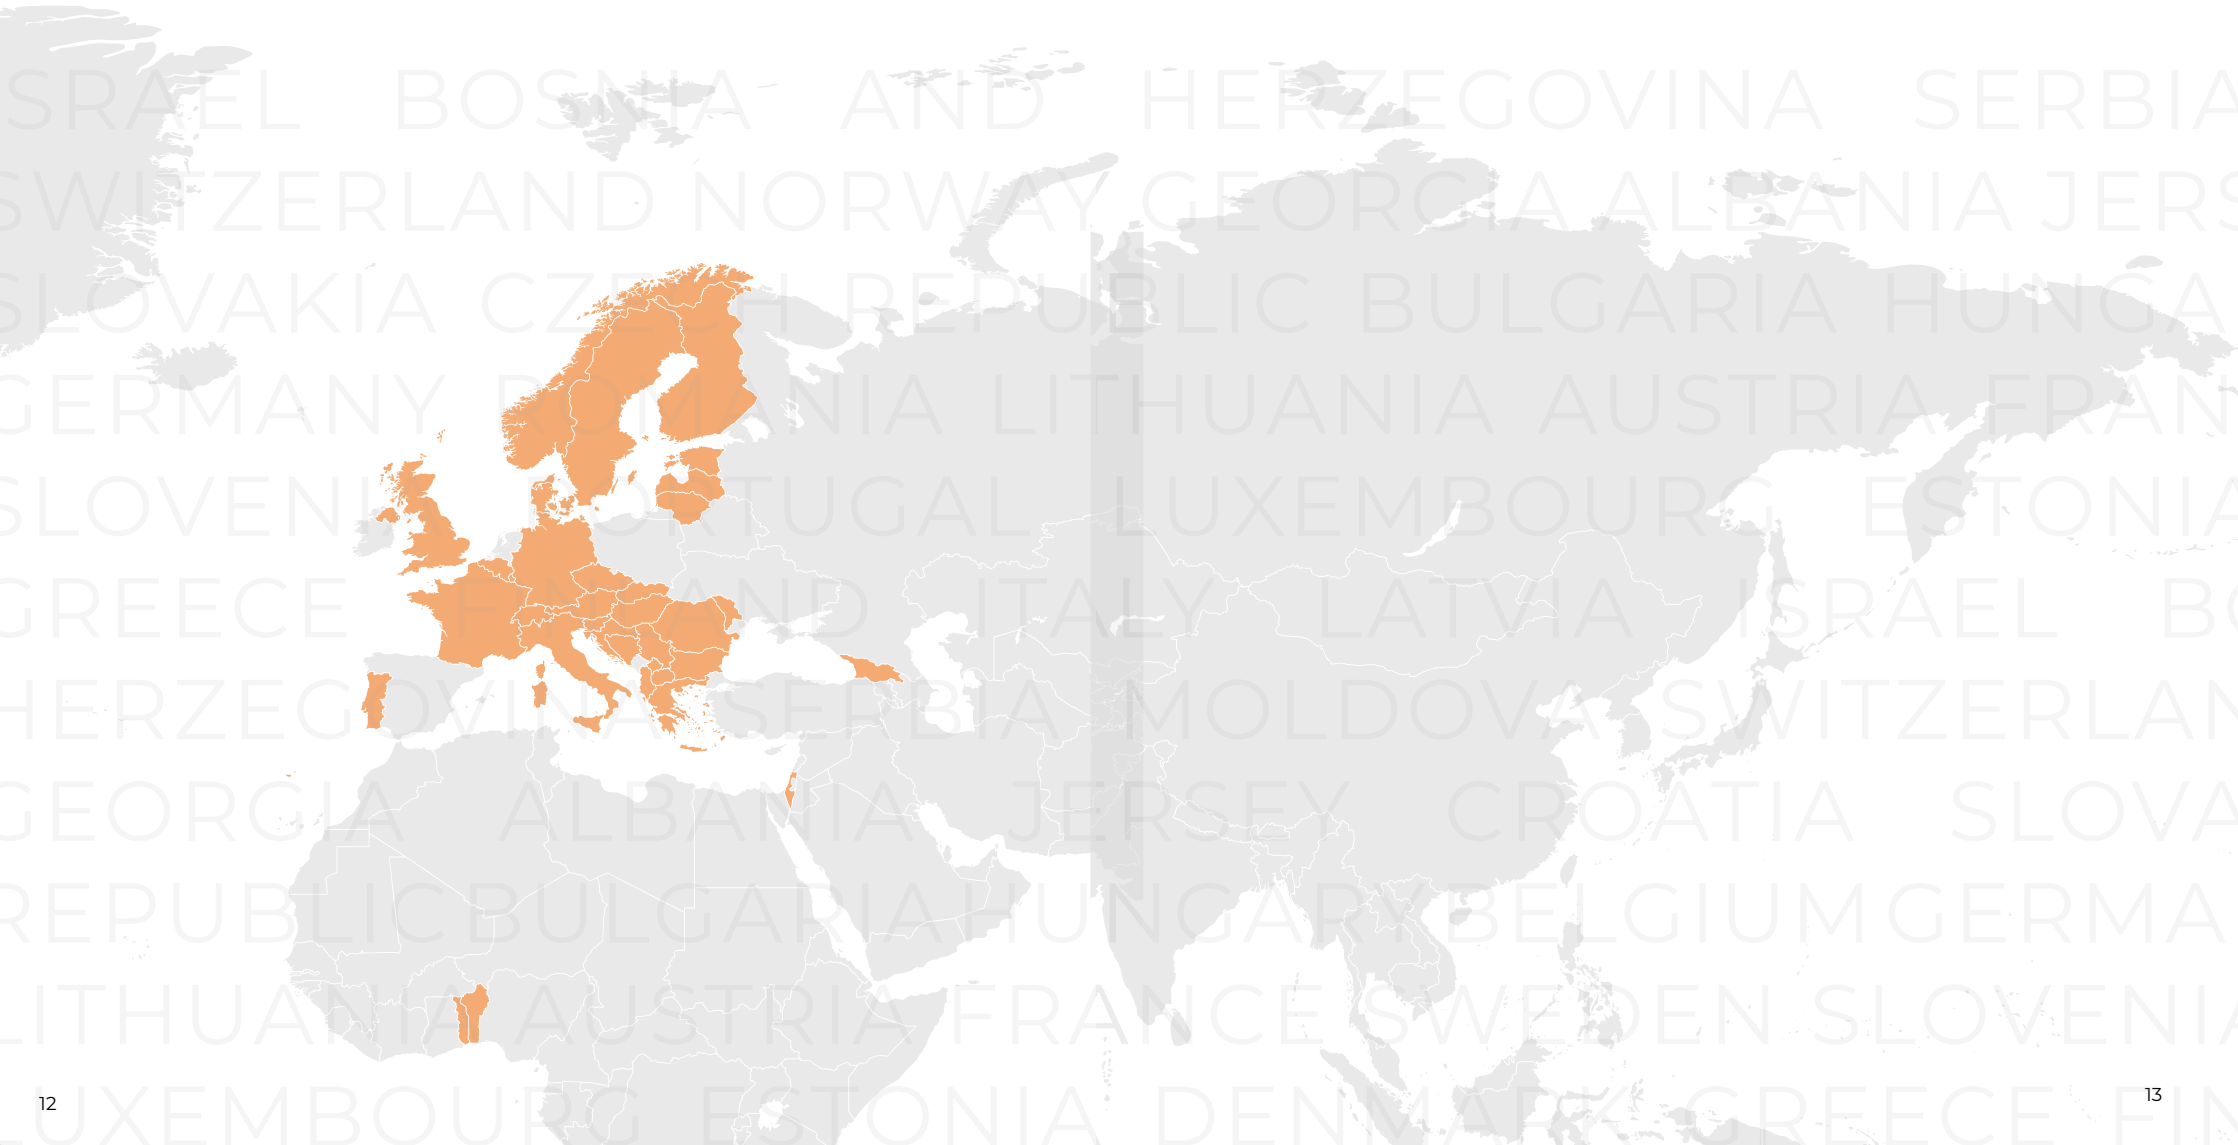 SRAEL BOSNIA AND HERZEGOVINA SERBIA
SWITZERLAND NORWAY GEORGIA ALBANIA JERS
SLOVAKIA CZECH REPUBLIC BULGARIA HUNGA
GERMANY ROMANIA LITHUANIA AUSTRIA FRAN
SLOVENIA PORTUGAL LUXEMBOURG ESTONIA
GREECE FINLAND ITALY LATVIA ISRAEL BO
HERZEGOVINA SERBIA MOLDOVA SWITZERLAN
GEORGIA ALBANIA JERSEY CROATIA SLOVA
REPUBLIC BULGARIA HUNGARY BELGIUM GERMA
LITHUANIA AUSTRIA FRANCE SWEDEN SLOVENIA
LUXEMBOURG ESTONIA DENMARK GREECE FIN
12
13